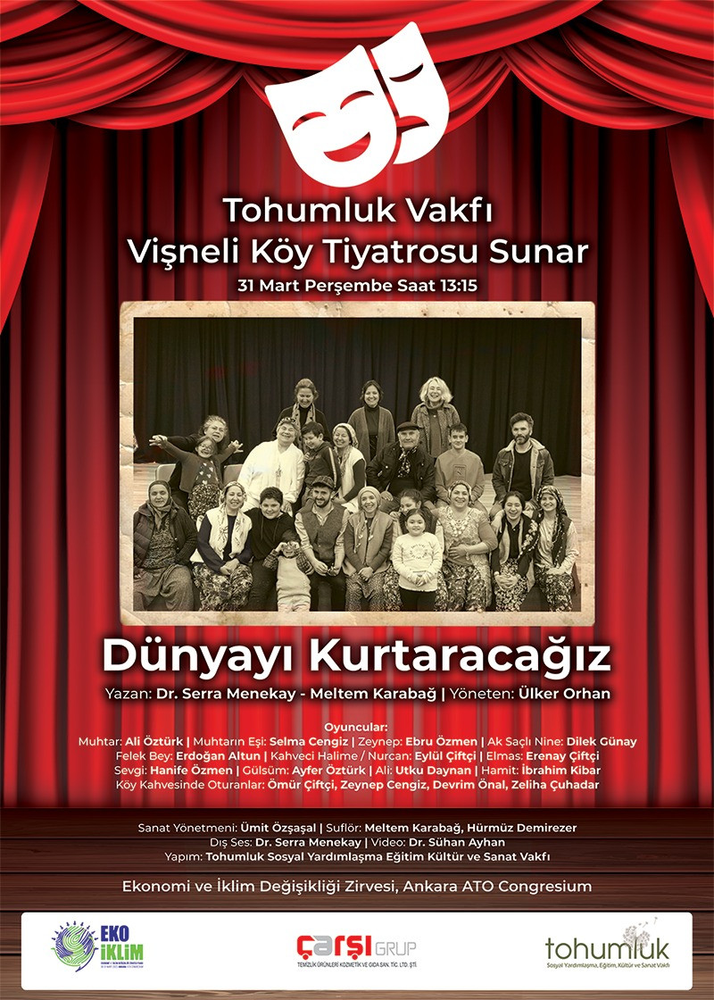 Tohumluk Vakfı
Vişneli Köy Tiyatrosu Sunar
31 Mart Perşembe Saat 13:15
Dünyayı Kurtaracağız
Yazan: Dr. Serra Menekay - Meltem Karabağ | Yöneten: Ülker Orhan
Oyuncular:
Muhtar: Ali Öztürk | Muhtarın Eşi: Selma Cengiz | Zeynep: Ebru Özmen | Ak Saçlı Nine: Dilek Günay
Felek Bey: Erdoğan Altun | Kahveci Halime / Nurcan: Eylül Çiftçi | Elmas: Erenay Çiftçi
Sevgi: Hanife Özmen | Gülsüm: Ayfer Öztürk | Ali: Utku Daynan | Hamit: İbrahim Kibar
Köy Kahvesinde Oturanlar: Ömür Çiftçi, Zeynep Cengiz, Devrim Önal, Zeliha Çuhadar
Sanat Yönetmeni: Ümit Özşaşal | Suflör: Meltem Karabağ, Hürmüz Demirezer
Dış Ses: Dr. Serra Menekay | Video: Dr. Sühan Ayhan
Yapım: Tohumluk Sosyal Yardımlaşma Eğitim Kültür ve Sanat Vakfı
Ekonomi ve İklim Değişikliği Zirvesi, Ankara ATO Congresium
EKO
İKLİM
ÇARŞI GRUP
TEMİZLİK ÜRÜNLERİ KOZMETİK VE GIDA SAN. TİC. LTD. ŞTİ.
tohumluk
Sosyal Yardımlaşma, Eğitim, Kültür ve Sanat Vakfı